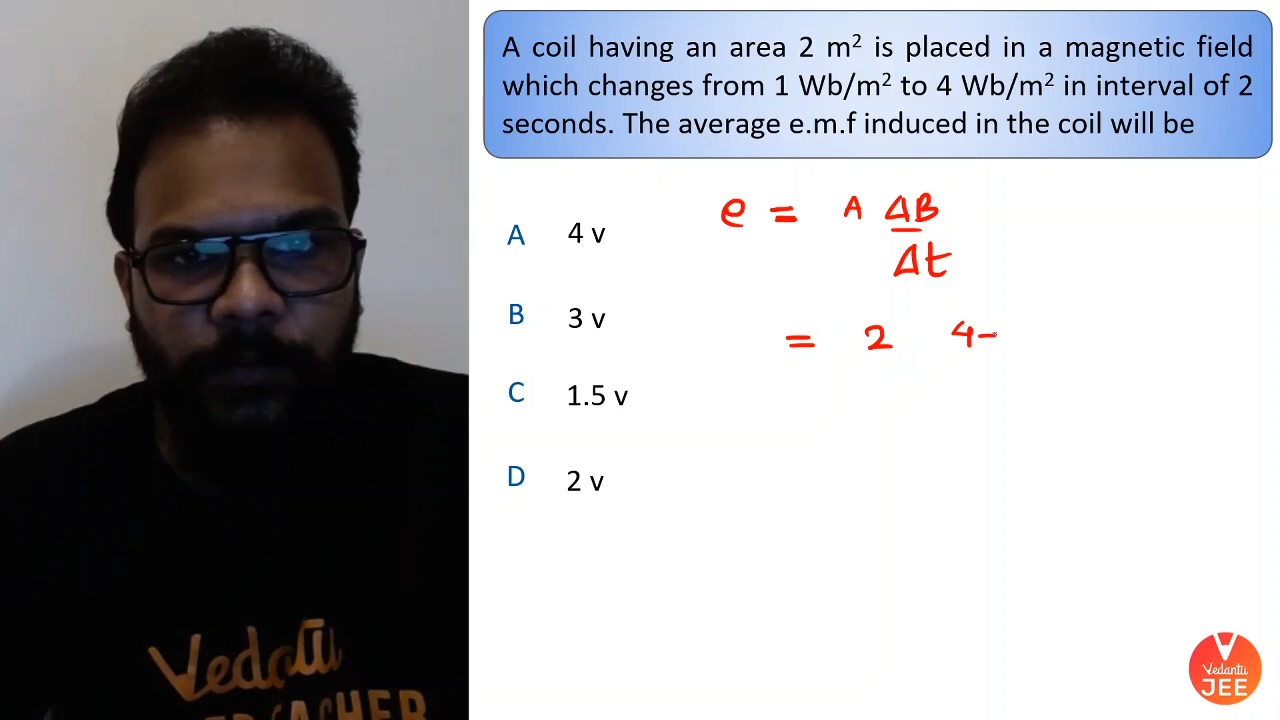 A coil having an area 2 m² is placed in a magnetic field
which changes from 1 Wb/m² to 4 Wb/m² in interval of 2
seconds. The average e.m.f induced in the coil will be
A 4 v
B 3 v
C 1.5 v
D 2 v
e = A ΔB
Δt
= 2 4-
Vedantu
Vedantu
JEE